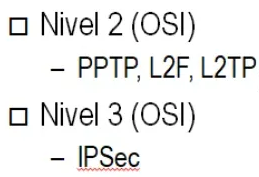 □ Nivel 2 (OSI)
– PPTP, L2F, L2TP
□ Nivel 3 (OSI)
– IPSec